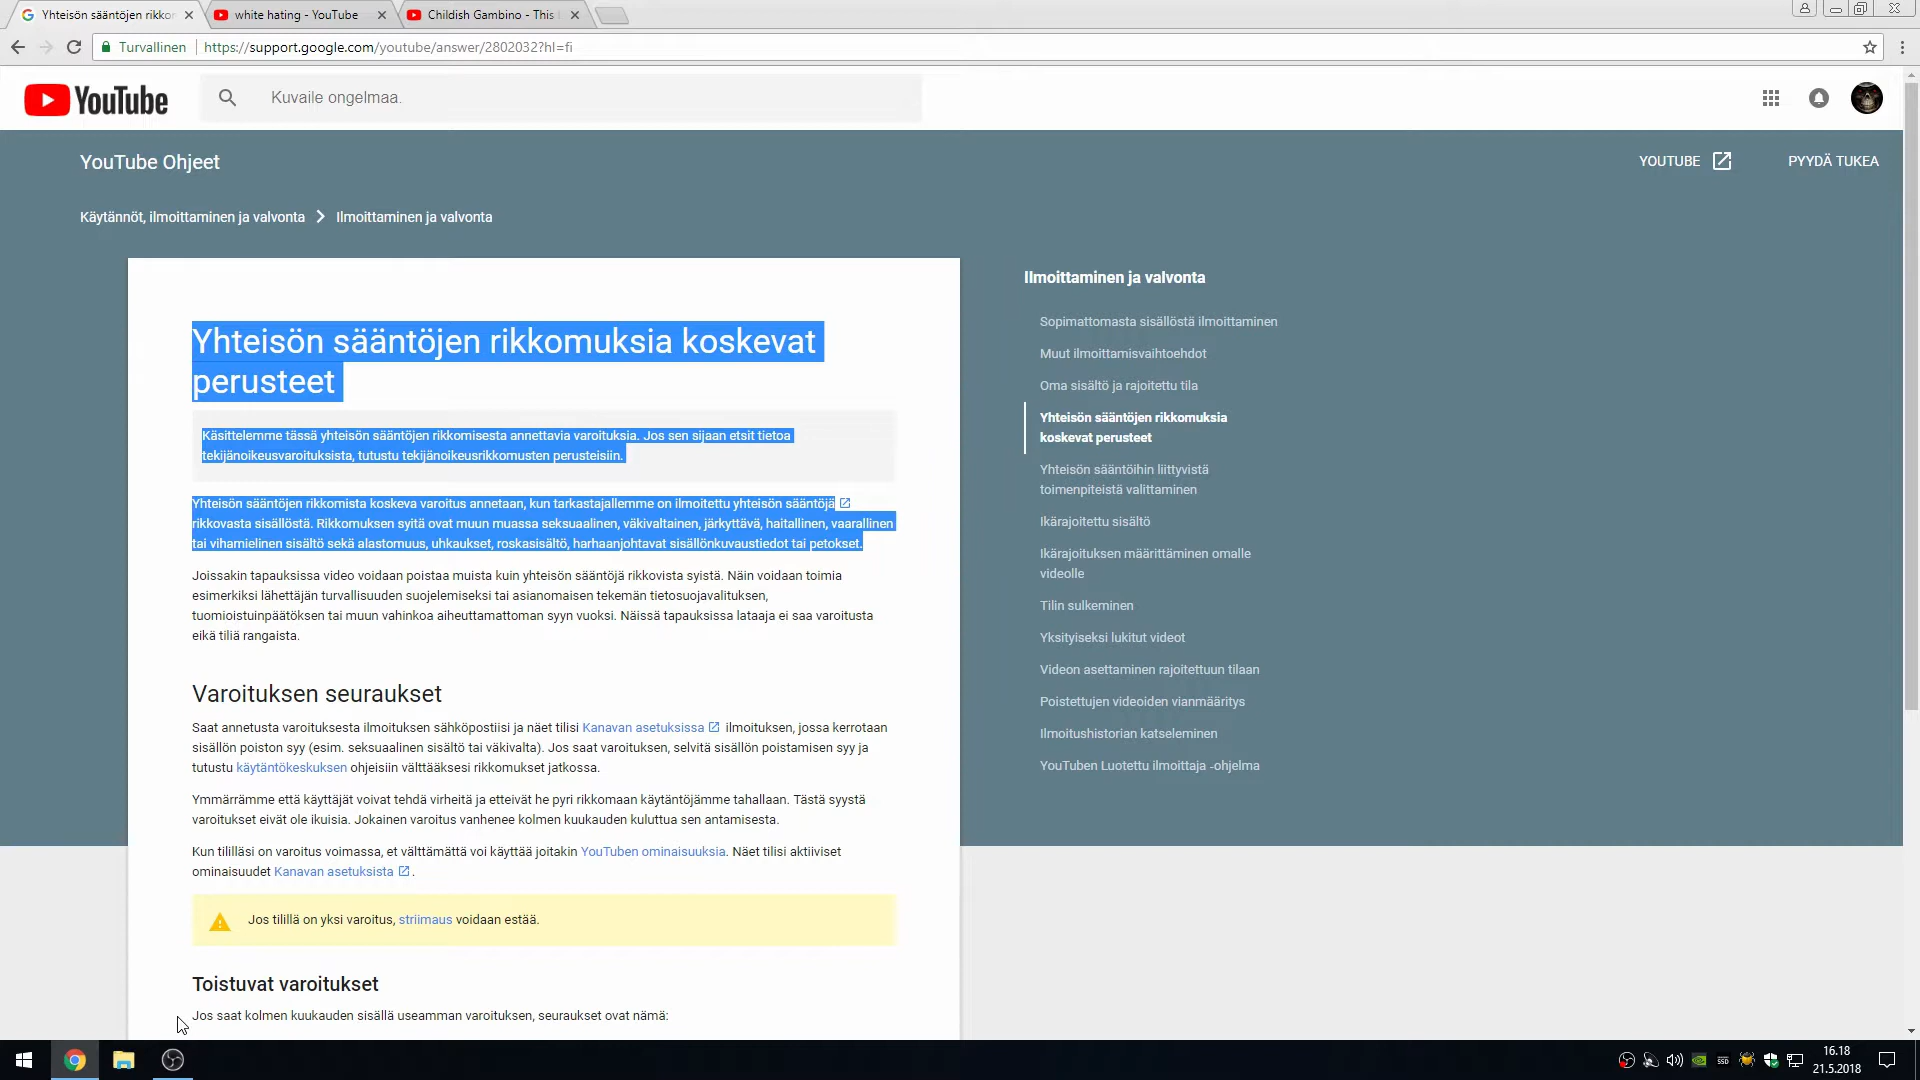 Yhteisön sääntöjen rikko
white hating - YouTube
Childish Gambino - This
Turvallinen
https://support.google.com/youtube/answer/2802032?hl=fi
YouTube
Kuvaile ongelmaa.
YouTube Ohjeet
YOUTUBE
PYYDÄ TUKEA
Käytännöt, ilmoittaminen ja valvonta
Ilmoittaminen ja valvonta
Yhteisön sääntöjen rikkomuksia koskevat
perusteet
Käsittelemme tässä yhteisön sääntöjen rikkomisesta annettavia varoituksia. Jos sen sijaan etsit tietoa
tekijänoikeusvaroituksista, tutustu tekijänoikeusrikkomusten perusteisiin.
Yhteisön sääntöjen rikkomista koskeva varoitus annetaan, kun tarkastajallemme on ilmoitettu yhteisön sääntöjä
rikkovasta sisällöstä. Rikkomuksen syitä ovat muun muassa seksuaalinen, väkivaltainen, järkyttävä, haitallinen, vaarallinen
tai vihamielinen sisältö sekä alastomuus, uhkaukset, roskasisältö, harhaanjohtavat sisällönkuvaustiedot tai petokset.
Joissakin tapauksissa video voidaan poistaa muista kuin yhteisön sääntöjä rikkovista syistä. Näin voidaan toimia
esimerkiksi lähettäjän turvallisuuden suojelemiseksi tai asianomaisen tekemän tietosuojavalituksen,
tuomioistuinpäätöksen tai muun vahinkoa aiheuttamattoman syyn vuoksi. Näissä tapauksissa lataaja ei saa varoitusta
eikä tiliä rangaista.
Varoituksen seuraukset
Saat annetusta varoituksesta ilmoituksen sähköpostiisi ja näet tilisi Kanavan asetuksissa ilmoituksen, jossa kerrotaan
sisällön poiston syy (esim. seksuaalinen sisältö tai väkivalta). Jos saat varoituksen, selvitä sisällön poistamisen syy ja
tutustu käytäntökeskuksen ohjeisiin välttääksesi rikkomukset jatkossa.
Ymmärrämme että käyttäjät voivat tehdä virheitä ja etteivät he pyri rikkomaan käytäntöjämme tahallaan. Tästä syystä
varoitukset eivät ole ikuisia. Jokainen varoitus vanhenee kolmen kuukauden kuluttua sen antamisesta.
Kun tililläsi on varoitus voimassa, et välttämättä voi käyttää joitakin YouTuben ominaisuuksia. Näet tilisi aktiiviset
ominaisuudet Kanavan asetuksista .
Jos tilillä on yksi varoitus, striimaus voidaan estää.
Toistuvat varoitukset
Jos saat kolmen kuukauden sisällä useamman varoituksen, seuraukset ovat nämä:
Ilmoittaminen ja valvonta
Sopimattomasta sisällöstä ilmoittaminen
Muut ilmoittamisvaihtoehdot
Oma sisältö ja rajoitettu tila
Yhteisön sääntöjen rikkomuksia
koskevat perusteet
Yhteisön sääntöihin liittyvistä
toimenpiteistä valittaminen
Ikärajoitettu sisältö
Ikärajoituksen määrittäminen omalle
videolle
Tilin sulkeminen
Yksityiseksi lukitut videot
Videon asettaminen rajoitettuun tilaan
Poistettujen videoiden vianmääritys
Ilmoitushistorian katseleminen
YouTuben Luotettu ilmoittaja -ohjelma
SSD
16.18
21.5.2018